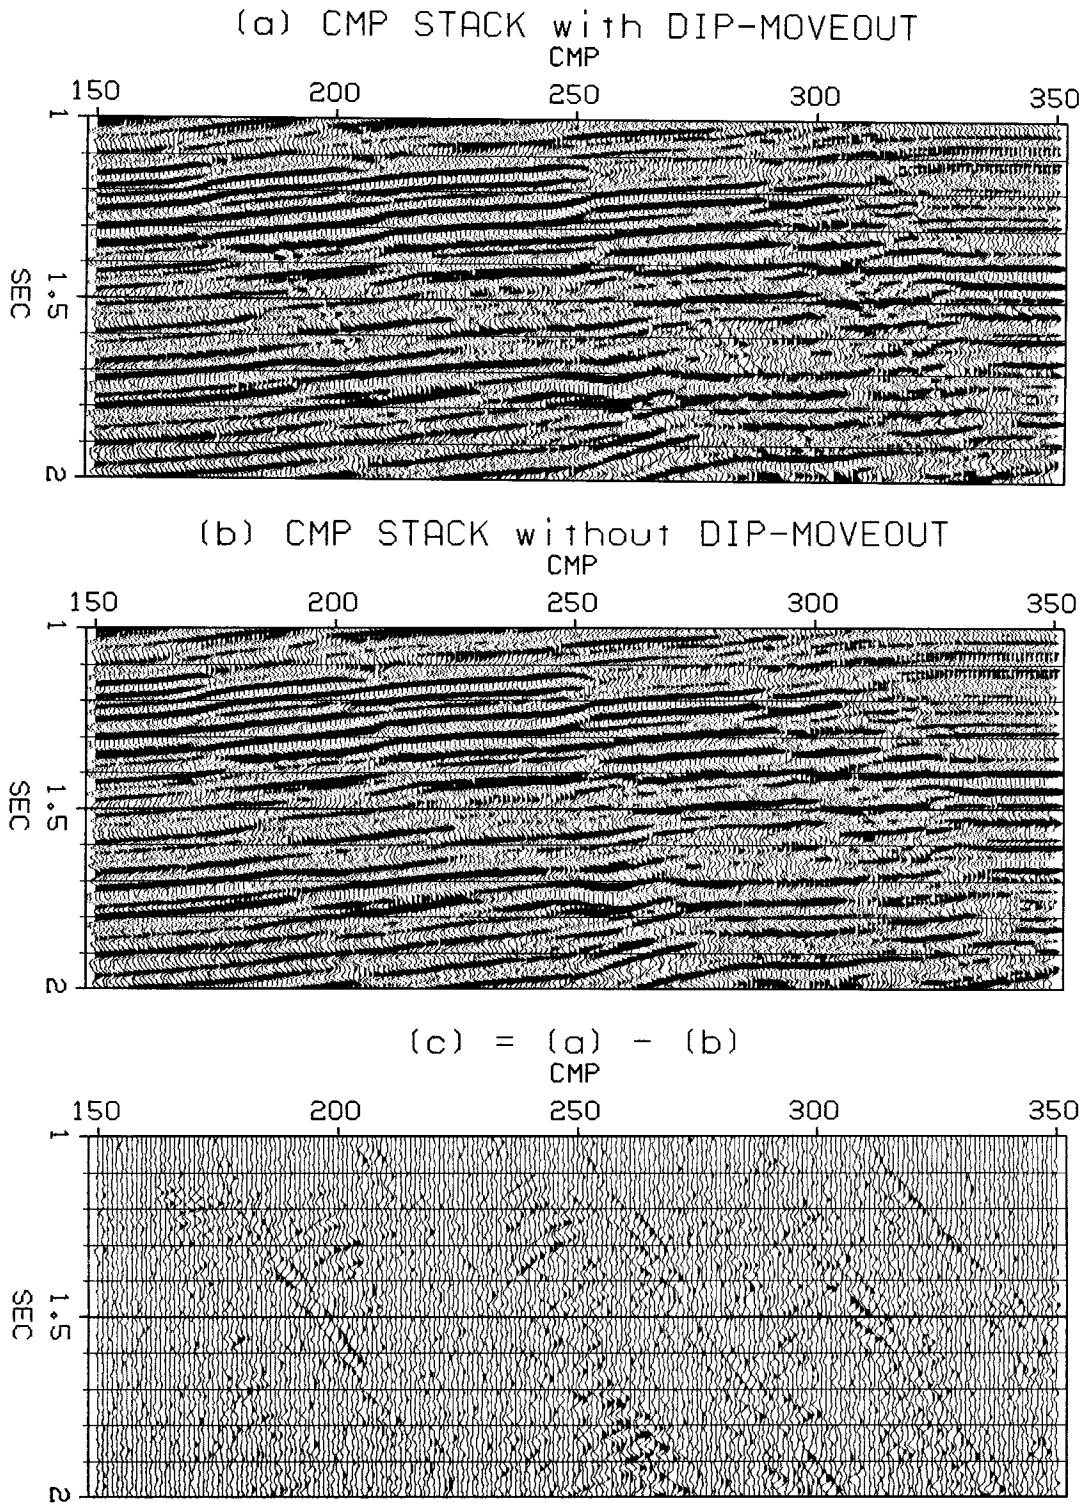 (a) CMP STACK with DIP-MOVEOUT
CMP
150 200 250 300 350
1
1.5
2
SEC
(b) CMP STACK without DIP-MOVEOUT
CMP
150 200 250 300 350
1
1.5
2
SEC
(c) = (a) - (b)
CMP
150 200 250 300 350
1
1.5
2
SEC